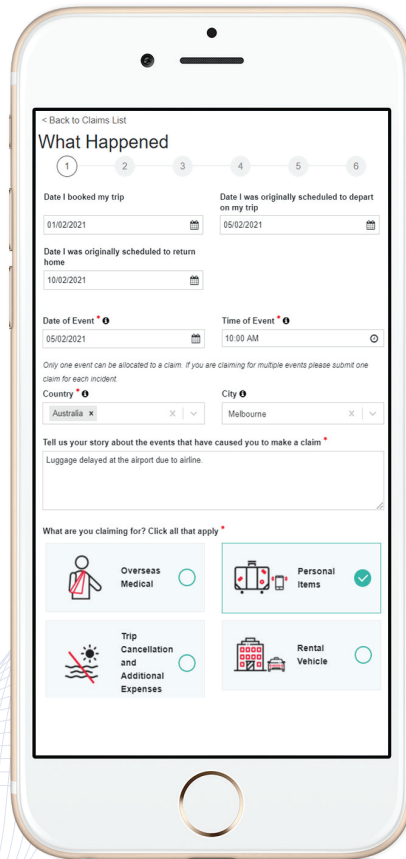 < Back to Claims List
What Happened
1 2 3 4 5 6
Date I booked my trip
01/02/2021
Date I was originally scheduled to depart
on my trip
05/02/2021
Date I was originally scheduled to return
home
10/02/2021
Date of Event *
05/02/2021
Time of Event *
10:00 AM
Only one event can be allocated to a claim. If you are claiming for multiple events please submit one
claim for each incident.
Country *
Australia × X
City
Melbourne X
Tell us your story about the events that have caused you to make a claim *
Luggage delayed at the airport due to airline.
What are you claiming for? Click all that apply *
Overseas
Medical
Personal
Items
Trip
Cancellation
and
Additional
Expenses
Rental
Vehicle